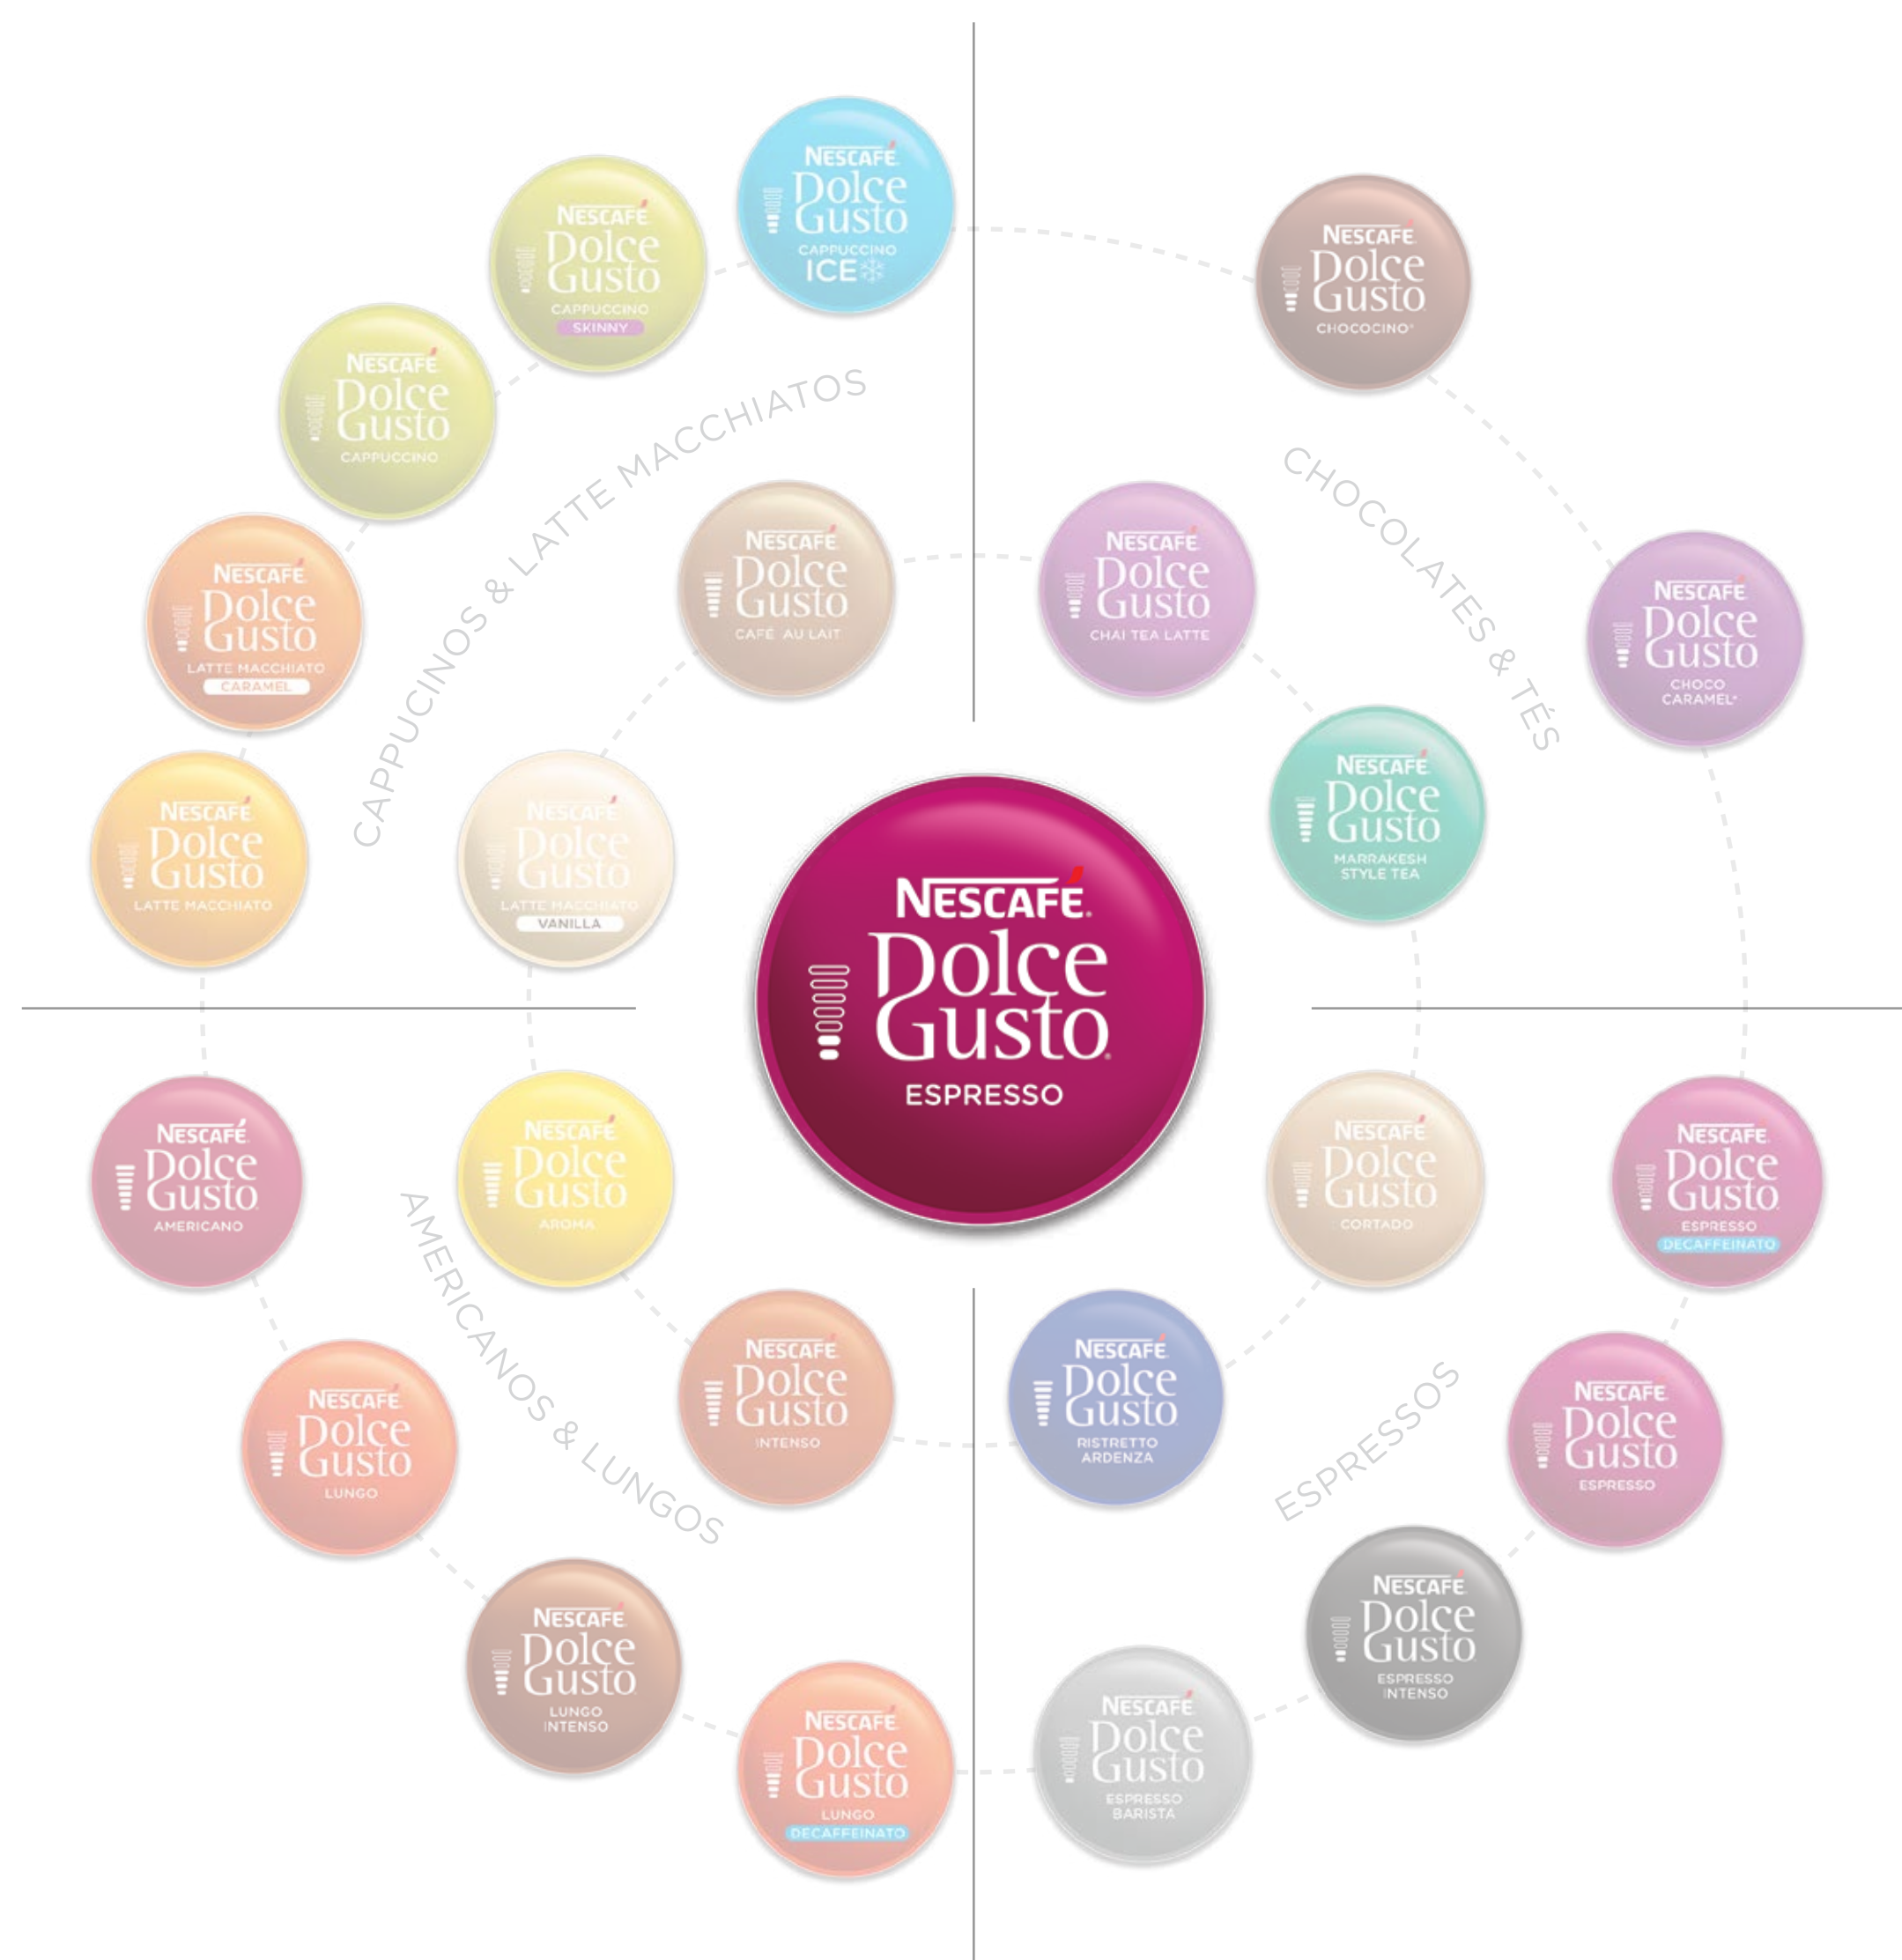 NESCAFÉ
Dolce
Gusto
CAPPUCCINO
ICE
NESCAFÉ
Dolce
Gusto
CAPPUCCINO
SKINNY
NESCAFÉ
Dolce
Gusto
CAPPUCCINO
NESCAFÉ
Dolce
Gusto
LATTE MACCHIATO
CARAMEL
NESCAFÉ
Dolce
Gusto
LATTE MACCHIATO
CAPPUCINOS & LATTE MACCHIATOS
NESCAFÉ
Dolce
Gusto
CAFÉ AU LAIT
NESCAFÉ
Dolce
Gusto
LATTE MACCHIATO
VANILLA
NESCAFÉ
Dolce
Gusto
CHOCOCINO*
CHOCOLATES & TÉS
NESCAFÉ
Dolce
Gusto
CHAI TEA LATTE
NESCAFÉ
Dolce
Gusto
CHOCO
CARAMEL*
NESCAFÉ
Dolce
Gusto
MARRAKESH
STYLE TEA
NESCAFÉ®
Dolce
Gusto®
ESPRESSO
NESCAFÉ
Dolce
Gusto
AMERICANO
NESCAFÉ
Dolce
Gusto
AROMA
AMERICANOS & LUNGOS
NESCAFÉ
Dolce
Gusto
INTENSO
NESCAFÉ
Dolce
Gusto
LUNGO
NESCAFÉ
Dolce
Gusto
LUNGO
INTENSO
NESCAFÉ
Dolce
Gusto
LUNGO
DECAFFEINATO
NESCAFÉ
Dolce
Gusto
CORTADO
NESCAFÉ
Dolce
Gusto
ESPRESSO
DECAFFEINATO
NESCAFÉ
Dolce
Gusto
RISTRETTO
ARDENZA
ESPRESSOS
NESCAFÉ
Dolce
Gusto
ESPRESSO
NESCAFÉ
Dolce
Gusto
ESPRESSO
INTENSO
NESCAFÉ
Dolce
Gusto
ESPRESSO
BARISTA